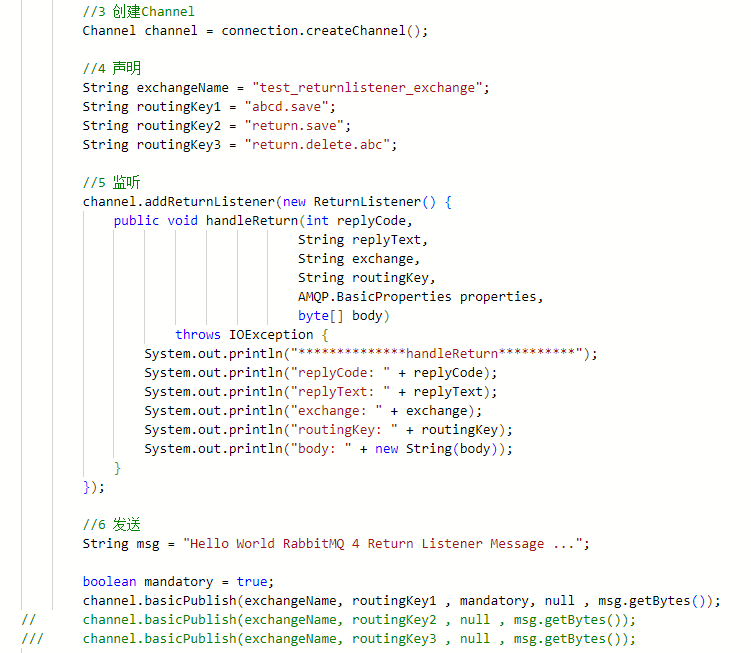 //3 创建Channel
Channel channel = connection.createChannel();
//4 声明
String exchangeName = "test_returnlistener_exchange";
String routingKey1 = "abcd.save";
String routingKey2 = "return.save";
String routingKey3 = "return.delete.abc";
//5 监听
channel.addReturnListener(new ReturnListener() {
public void handleReturn(int replyCode,
String replyText,
String exchange,
String routingKey,
AMQP.BasicProperties properties,
byte[] body)
throws IOException {
System.out.println("**************handleReturn**********");
System.out.println("replyCode: " + replyCode);
System.out.println("replyText: " + replyText);
System.out.println("exchange: " + exchange);
System.out.println("routingKey: " + routingKey);
System.out.println("body: " + new String(body));
}
});
//6 发送
String msg = "Hello World RabbitMQ 4 Return Listener Message ...";
boolean mandatory = true;
channel.basicPublish(exchangeName, routingKey1 , mandatory, null , msg.getBytes());
// channel.basicPublish(exchangeName, routingKey2 , null , msg.getBytes());
/// channel.basicPublish(exchangeName, routingKey3 , null , msg.getBytes());